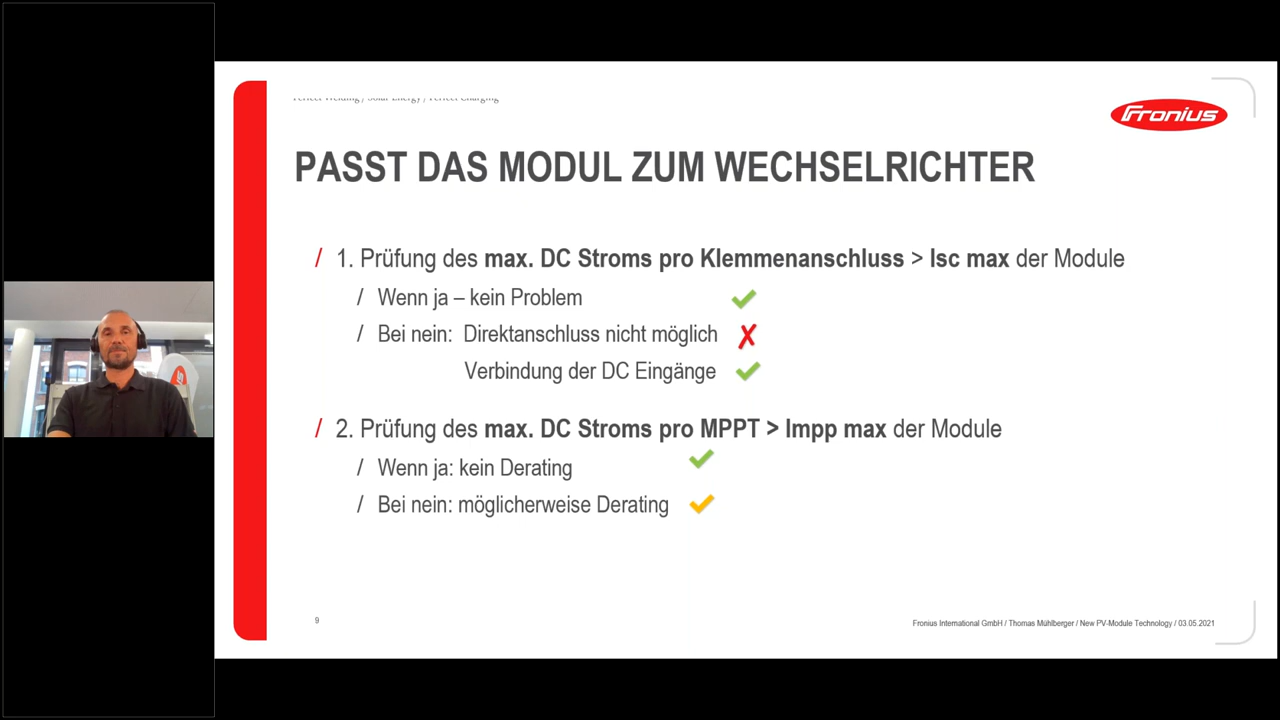 Perfect Welding / Solar Energy / Perfect Charging
Fronius
PASST DAS MODUL ZUM WECHSELRICHTER
/ 1. Prüfung des max. DC Stroms pro Klemmenanschluss > Isc max der Module
/ Wenn ja – kein Problem
/ Bei nein: Direktanschluss nicht möglich
Verbindung der DC Eingänge
/ 2. Prüfung des max. DC Stroms pro MPPT > Impp max der Module
/ Wenn ja: kein Derating
/ Bei nein: möglicherweise Derating
9
Fronius International GmbH / Thomas Mühlberger / New PV-Module Technology / 03.05.2021